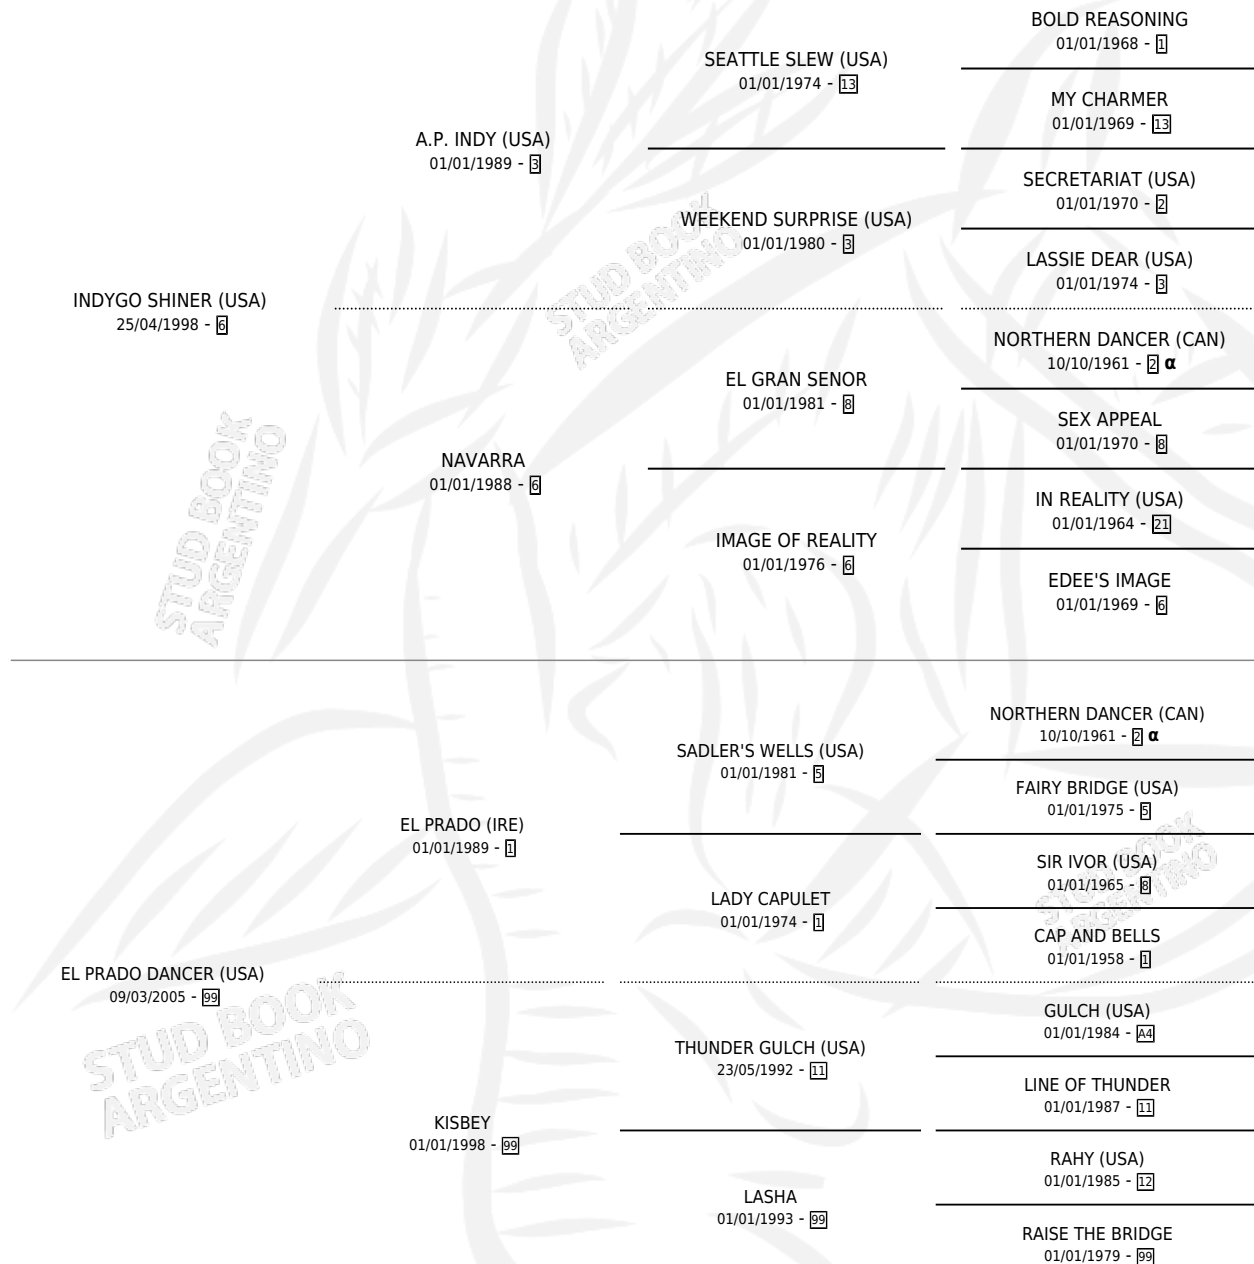 BOLD REASONING
01/01/1968 - 1
SEATTLE SLEW (USA)
01/01/1974 - 13
MY CHARMER
01/01/1969 - 13
A.P. INDY (USA)
01/01/1989 - 3
SECRETARIAT (USA)
01/01/1970 - 2
WEEKEND SURPRISE (USA)
01/01/1980 - 3
LASSIE DEAR (USA)
01/01/1974 - 3
INDYGO SHINER (USA)
25/04/1998 - 6
NORTHERN DANCER (CAN)
10/10/1961 - 2 α
EL GRAN SENOR
01/01/1981 - 8
SEX APPEAL
01/01/1970 - 8
NAVARRA
01/01/1988 - 6
IN REALITY (USA)
01/01/1964 - 21
IMAGE OF REALITY
01/01/1976 - 6
EDEE'S IMAGE
01/01/1969 - 6
NORTHERN DANCER (CAN)
10/10/1961 - 2 α
SADLER'S WELLS (USA)
01/01/1981 - 5
FAIRY BRIDGE (USA)
01/01/1975 - 5
EL PRADO (IRE)
01/01/1989 - 1
SIR IVOR (USA)
01/01/1965 - 8
LADY CAPULET
01/01/1974 - 1
CAP AND BELLS
01/01/1958 - 1
EL PRADO DANCER (USA)
09/03/2005 - 99
GULCH (USA)
01/01/1984 - A4
THUNDER GULCH (USA)
23/05/1992 - 11
LINE OF THUNDER
01/01/1987 - 11
KISBEY
01/01/1998 - 99
RAHY (USA)
01/01/1985 - 12
LASHA
01/01/1993 - 99
RAISE THE BRIDGE
01/01/1979 - 99
STUD BOOK
ARGENTINO
STUD BOOK
ARGENTINO
STUD BOOK
ARGENTINO
STUD BOOK
ARGENTINO